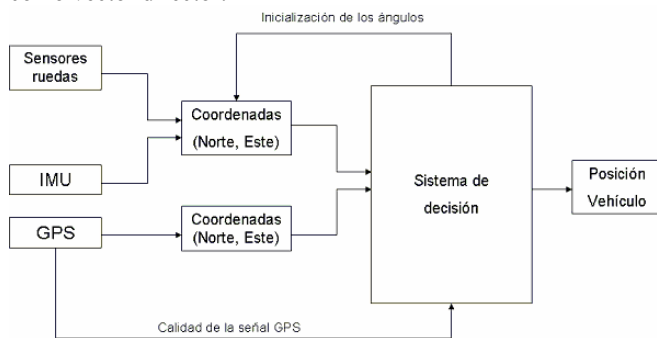 Inicialización de los ángulos
Sensores
ruedas
Coordenadas
(Norte, Este)
IMU
Sistema de
decisión
Posición
Vehículo
GPS
Coordenadas
(Norte, Este)
Calidad de la señal GPS